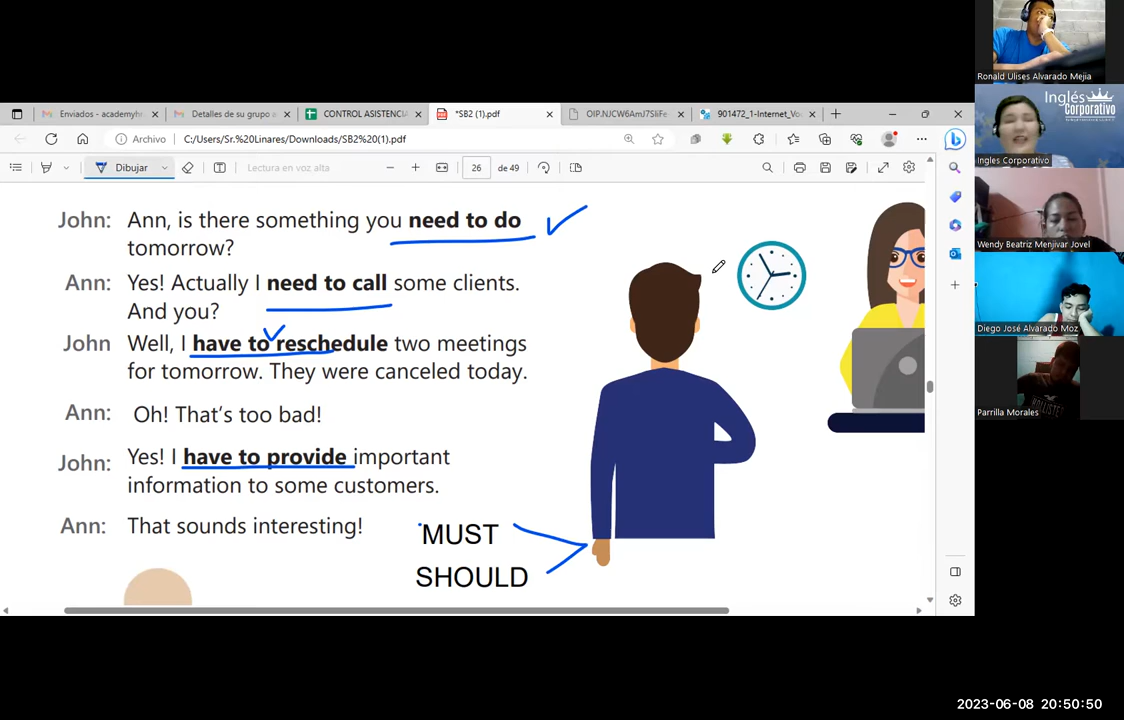 Ronald Ulises Alvarado Mejia
Enviados - academyh
Detalles de su grupo a
CONTROL ASISTENCIA
*SB2 (1).pdf
OIP.NJCW6AmJ7SliFe
901472_1-Internet_Vo
Archivo
C:/Users/Sr.%20Linares/Downloads/SB2%20(1).pdf
Dibujar
Lectura en voz alta
26
de 49
Inglés
Corporativo
Ingles Corporativo
John: Ann, is there something you need to do
tomorrow?
Ann: Yes! Actually I need to call some clients.
And you?
John Well, I have to reschedule two meetings
for tomorrow. They were canceled today.
Ann: Oh! That's too bad!
John: Yes! I have to provide important
information to some customers.
Ann: That sounds interesting!
MUST
SHOULD
Wendy Beatriz Menjivar Jovel
Diego José Alvarado Moz
Parrilla Morales
2023-06-08 20:50:50